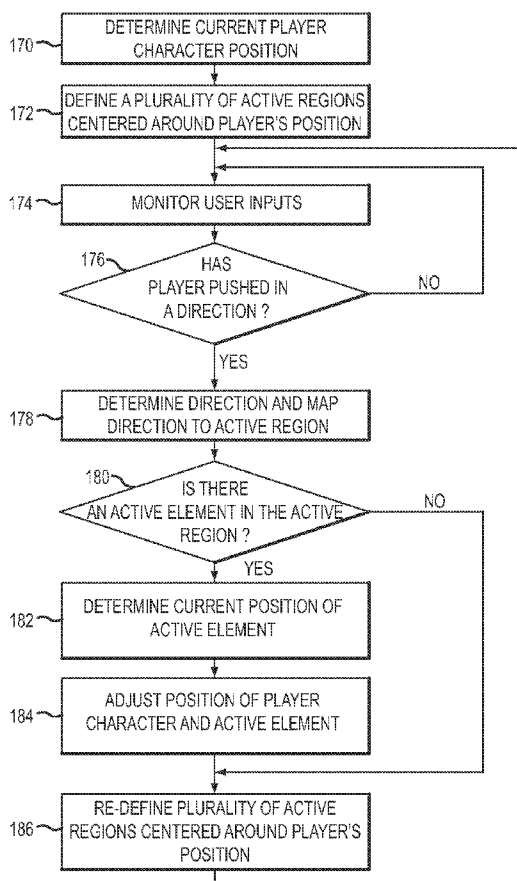 170
DETERMINE CURRENT PLAYER
CHARACTER POSITION
172
DEFINE A PLURALITY OF ACTIVE REGIONS
CENTERED AROUND PLAYER'S POSITION
174
MONITOR USER INPUTS
176
HAS
PLAYER PUSHED IN
A DIRECTION ?
NO
YES
178
DETERMINE DIRECTION AND MAP
DIRECTION TO ACTIVE REGION
180
IS THERE
AN ACTIVE ELEMENT IN THE ACTIVE
REGION ?
NO
YES
182
DETERMINE CURRENT POSITION OF
ACTIVE ELEMENT
184
ADJUST POSITION OF PLAYER
CHARACTER AND ACTIVE ELEMENT
186
RE-DEFINE PLURALITY OF ACTIVE
REGIONS CENTERED AROUND PLAYER'S
POSITION